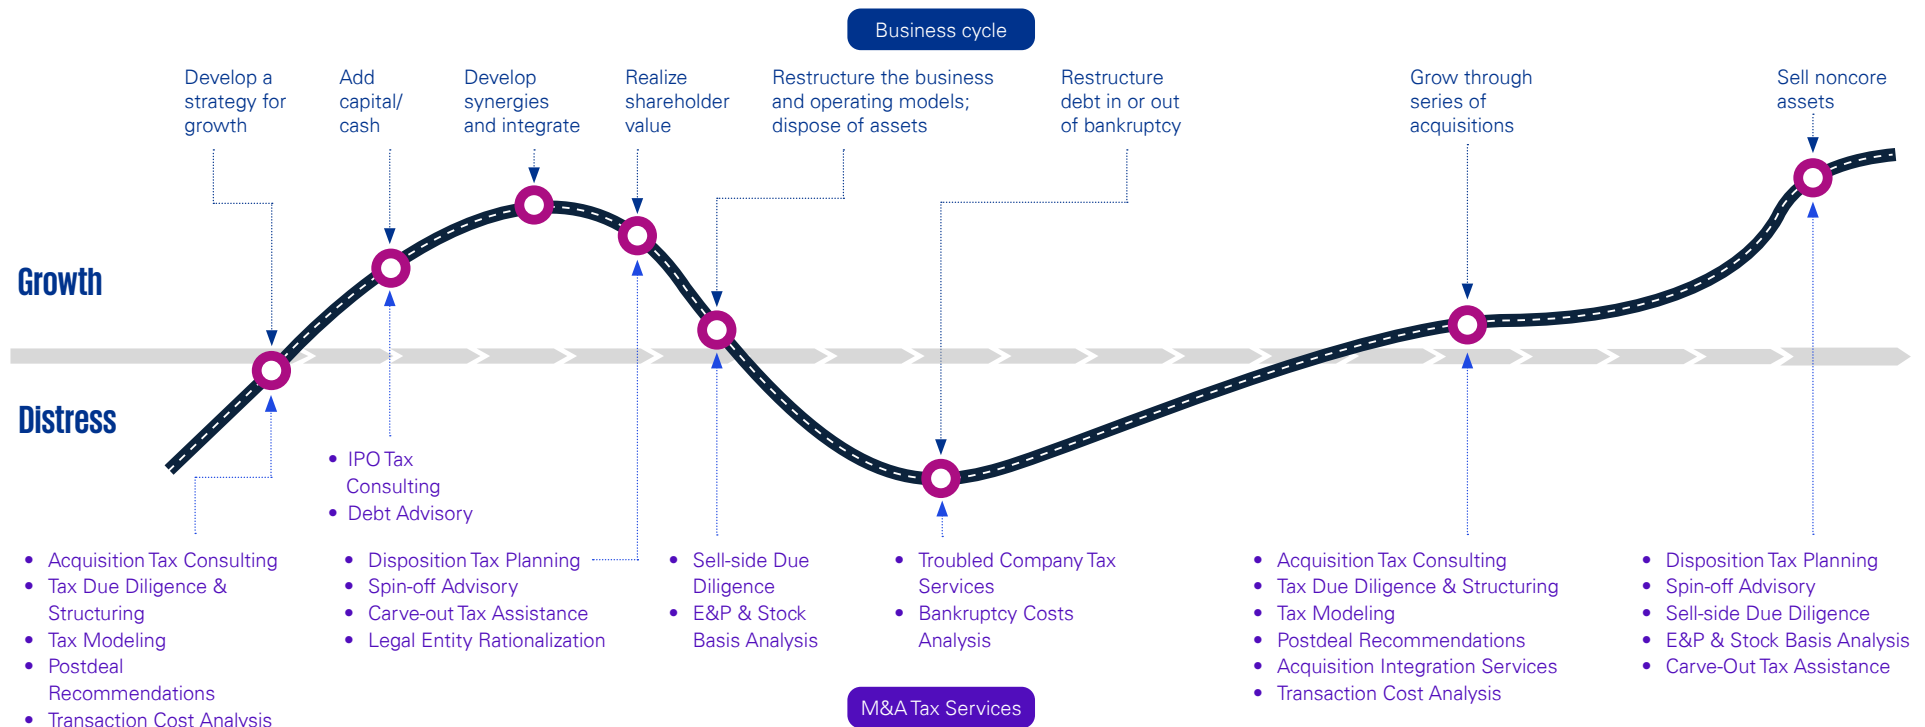 Business cycle
Develop a
strategy for
growth
Add
capital/
cash
Develop
synergies
and integrate
Realize
shareholder
value
Restructure the business
and operating models;
dispose of assets
Restructure
debt in or out
of bankruptcy
Grow through
series of
acquisitions
Sell noncore
assets
Growth
Distress
• Acquisition Tax Consulting
• Tax Due Diligence &
Structuring
• Tax Modeling
• Postdeal
Recommendations
• Transaction Cost Analysis
• IPO Tax
Consulting
• Debt Advisory
• Disposition Tax Planning
• Spin-off Advisory
• Carve-out Tax Assistance
• Legal Entity Rationalization
• Sell-side Due
Diligence
• E&P & Stock
Basis Analysis
• Troubled Company Tax
Services
• Bankruptcy Costs
Analysis
• Acquisition Tax Consulting
• Tax Due Diligence & Structuring
• Tax Modeling
• Postdeal Recommendations
• Acquisition Integration Services
• Transaction Cost Analysis
• Disposition Tax Planning
• Spin-off Advisory
• Sell-side Due Diligence
• E&P & Stock Basis Analysis
• Carve-Out Tax Assistance
M&A Tax Services